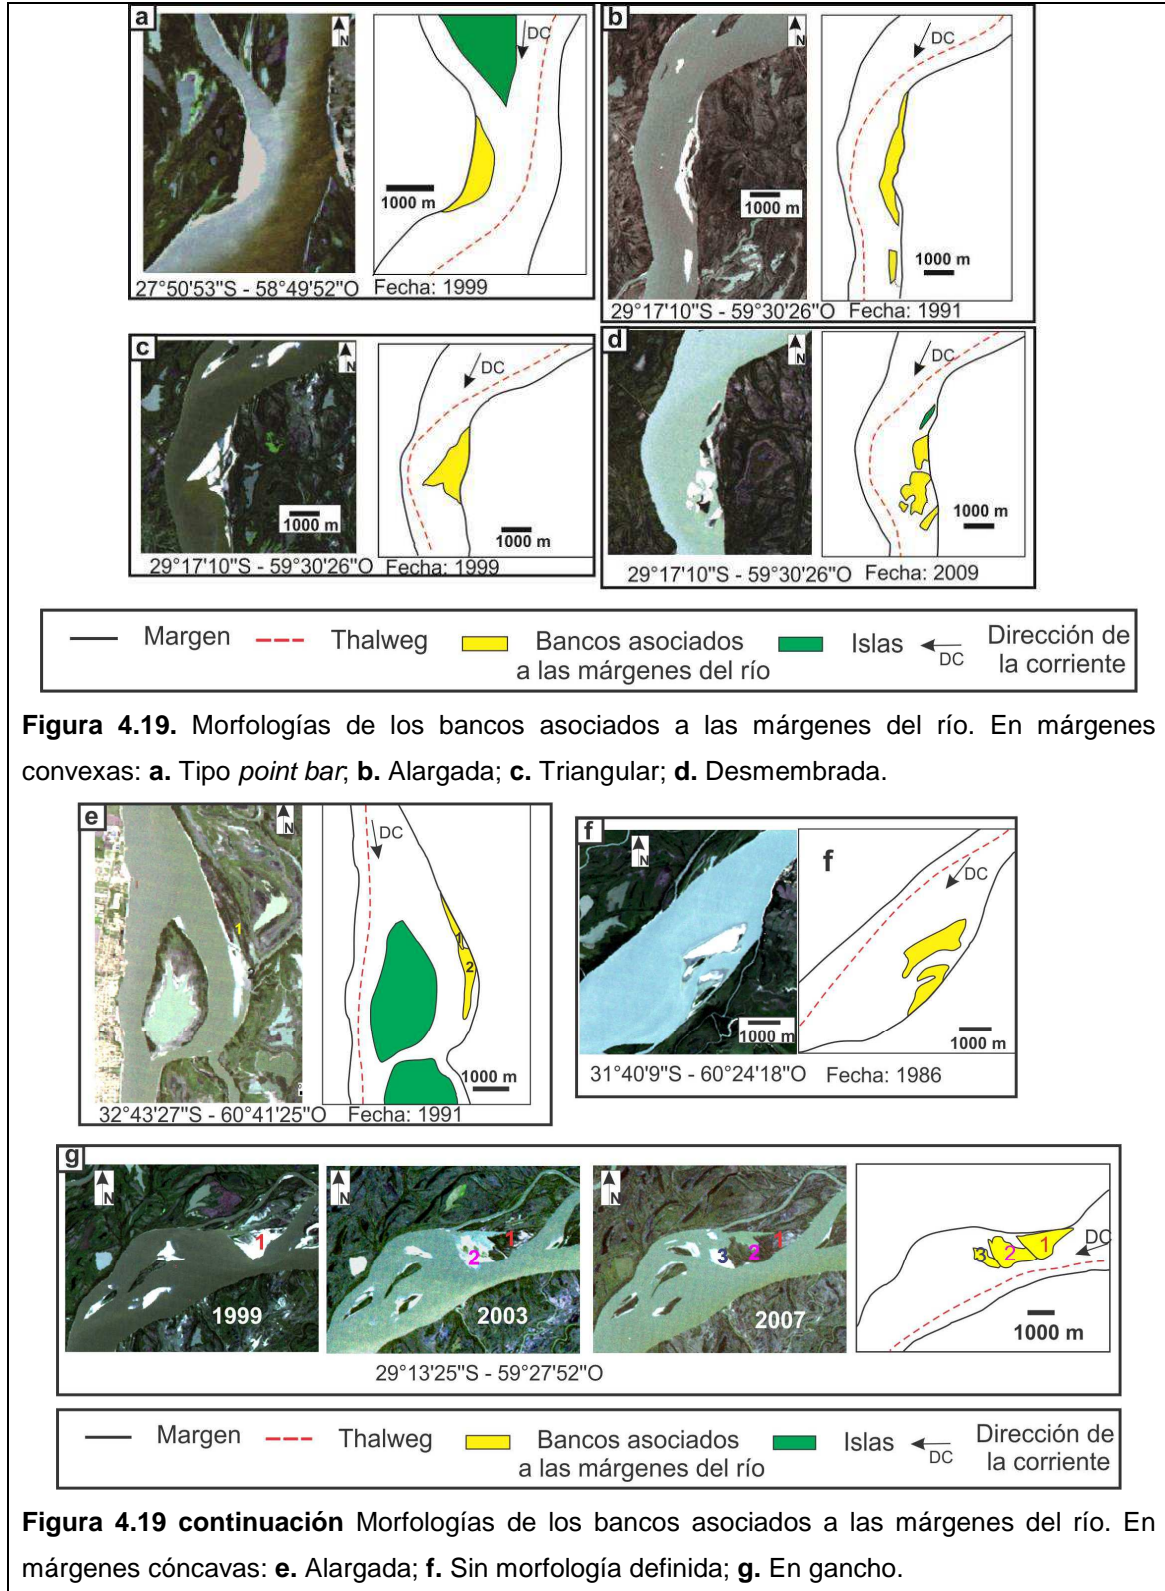 a
N
DC
1000 m
27°50'53"S - 58°49'52"O Fecha: 1999
b
N
DC
1000 m
1000 m
29°17'10"S - 59°30'26"O Fecha: 1991
c
N
DC
1000 m
1000 m
29°17'10"S - 59°30'26"O Fecha: 1999
d
N
DC
1000 m
1000 m
29°17'10"S - 59°30'26"O Fecha: 2009
Margen Thalweg Bancos asociados a las márgenes del río Islas DC Dirección de la corriente
Figura 4.19. Morfologías de los bancos asociados a las márgenes del río. En márgenes
convexas: a. Tipo point bar; b. Alargada; c. Triangular; d. Desmembrada.
e
N
1
2
DC
1
2
1000 m
32°43'27"S - 60°41'25"O Fecha: 1991
f
N
1000 m
f
DC
1000 m
31°40'9"S - 60°24'18"O Fecha: 1986
g
N
1
1999
N
1
2
2003
N
1
2
3
2007
1
2
3
DC
1000 m
29°13'25"S - 59°27'52"O
Margen Thalweg Bancos asociados a las márgenes del río Islas DC Dirección de la corriente
Figura 4.19 continuación Morfologías de los bancos asociados a las márgenes del río. En
márgenes cóncavas: e. Alargada; f. Sin morfología definida; g. En gancho.